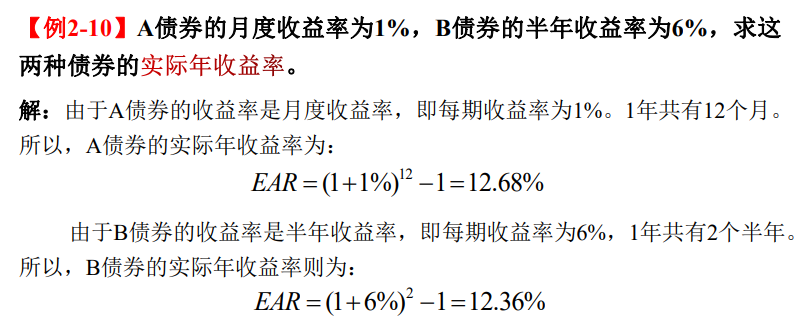 【例2-10】A债券的月度收益率为1%，B债券的半年收益率为6%，求这
两种债券的实际年收益率。
解：由于A债券的收益率是月度收益率，即每期收益率为1%。1年共有12个月。
所以，A债券的实际年收益率为：
EAR = (1+1%)¹² −1 = 12.68%
由于B债券的收益率是半年收益率，即每期收益率为6%，1年共有2个半年。
所以，B债券的实际年收益率则为：
EAR = (1+6%)² −1 = 12.36%